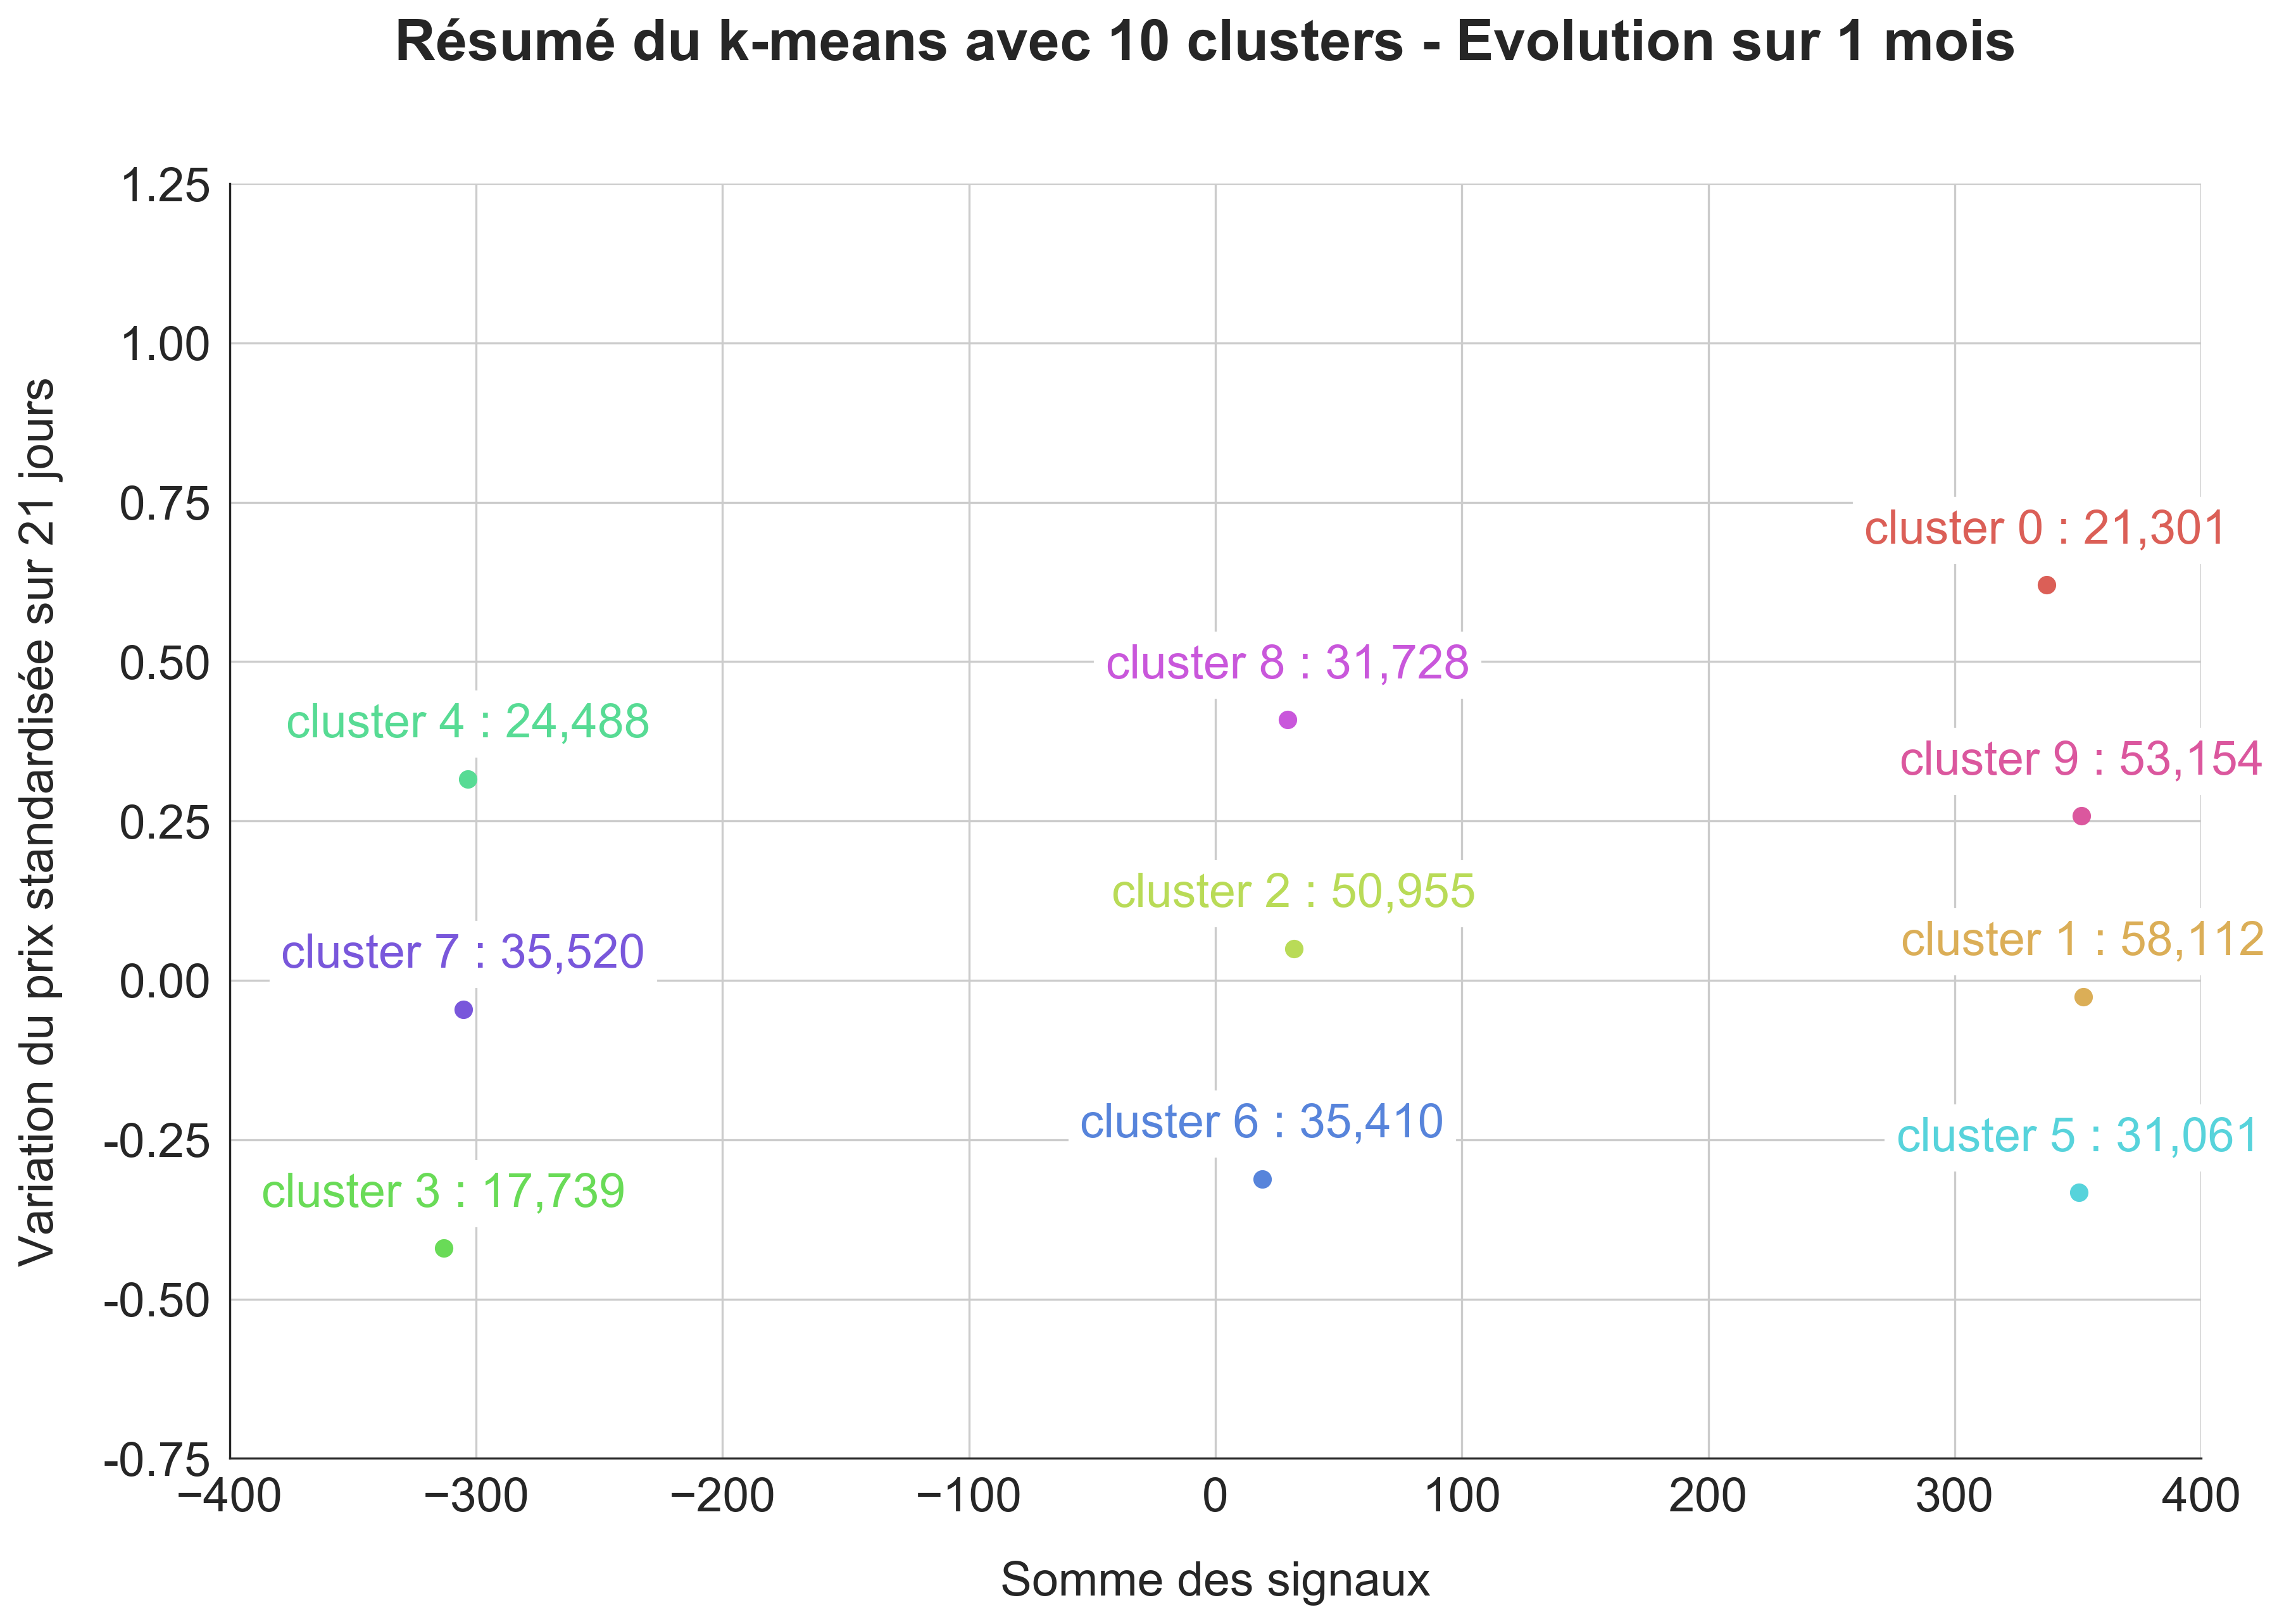 Résumé du k-means avec 10 clusters - Evolution sur 1 mois
Variation du prix standardisée sur 21 jours
1.25
1.00
0.75
0.50
0.25
0.00
-0.25
-0.50
-0.75
cluster 0 : 21,301
cluster 8 : 31,728
cluster 4 : 24,488
cluster 9 : 53,154
cluster 2 : 50,955
cluster 1 : 58,112
cluster 7 : 35,520
cluster 6 : 35,410
cluster 5 : 31,061
cluster 3 : 17,739
−400 −300 −200 −100 0 100 200 300 400
Somme des signaux